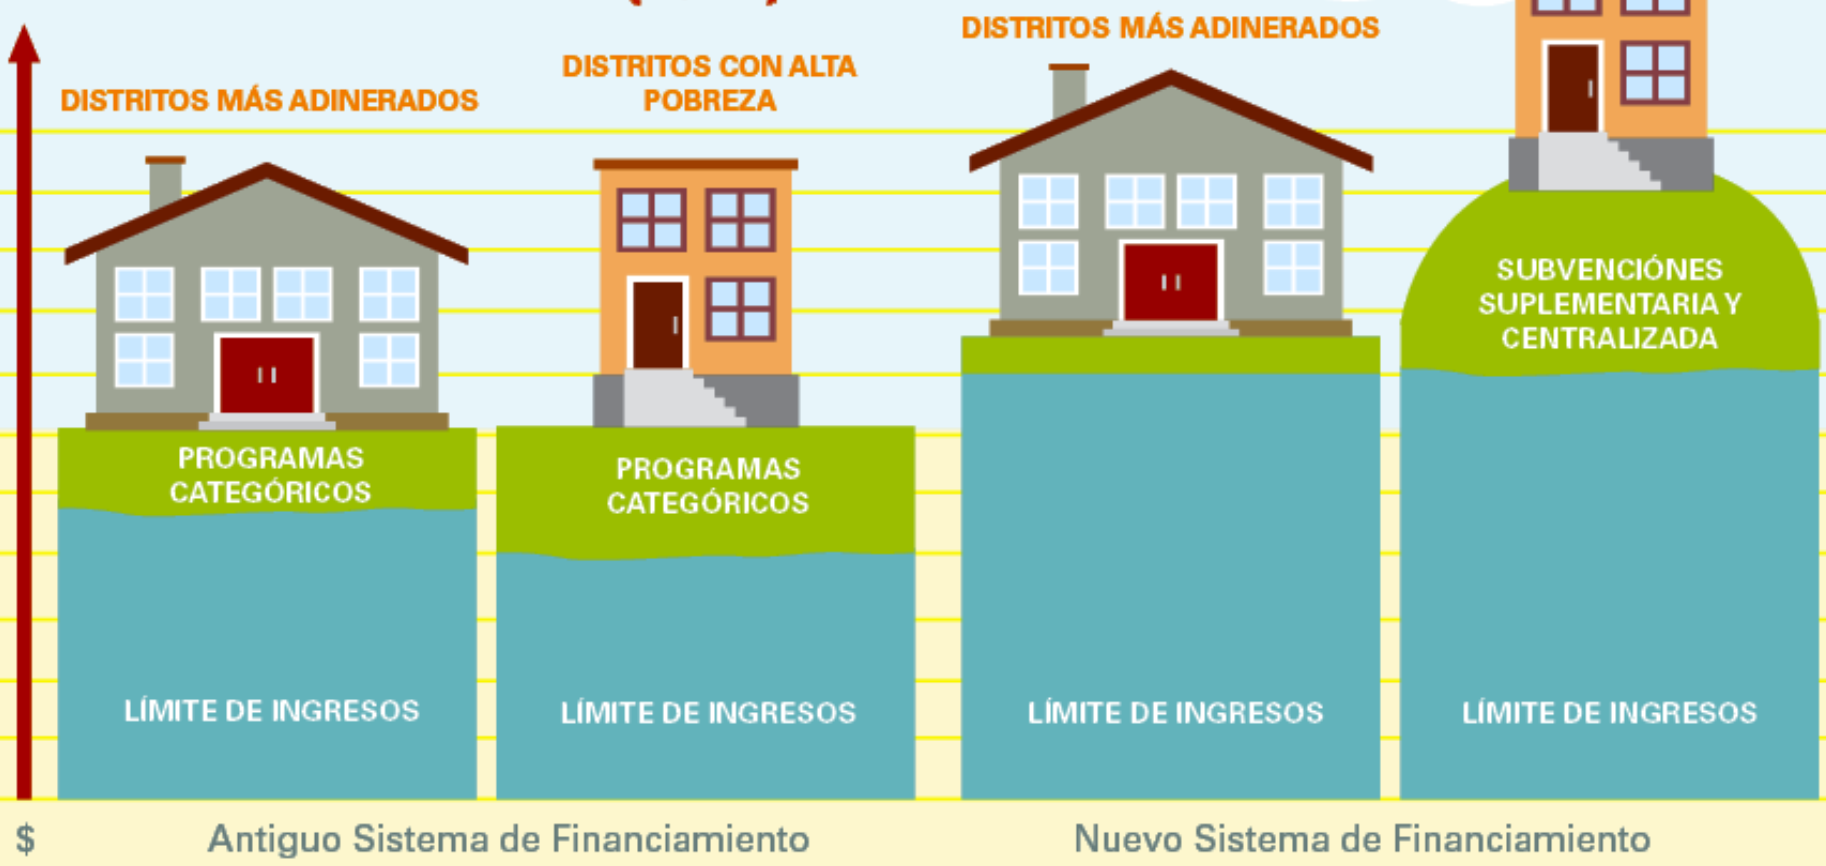 DISTRITOS MÁS ADINERADOS
DISTRITOS CON ALTA
POBREZA
DISTRITOS MÁS ADINERADOS
PROGRAMAS
CATEGÓRICOS
PROGRAMAS
CATEGÓRICOS
SUBVENCIÓNES
SUPLEMENTARIA Y
CENTRALIZADA
LÍMITE DE INGRESOS
LÍMITE DE INGRESOS
LÍMITE DE INGRESOS
LÍMITE DE INGRESOS
$
Antiguo Sistema de Financiamiento
Nuevo Sistema de Financiamiento